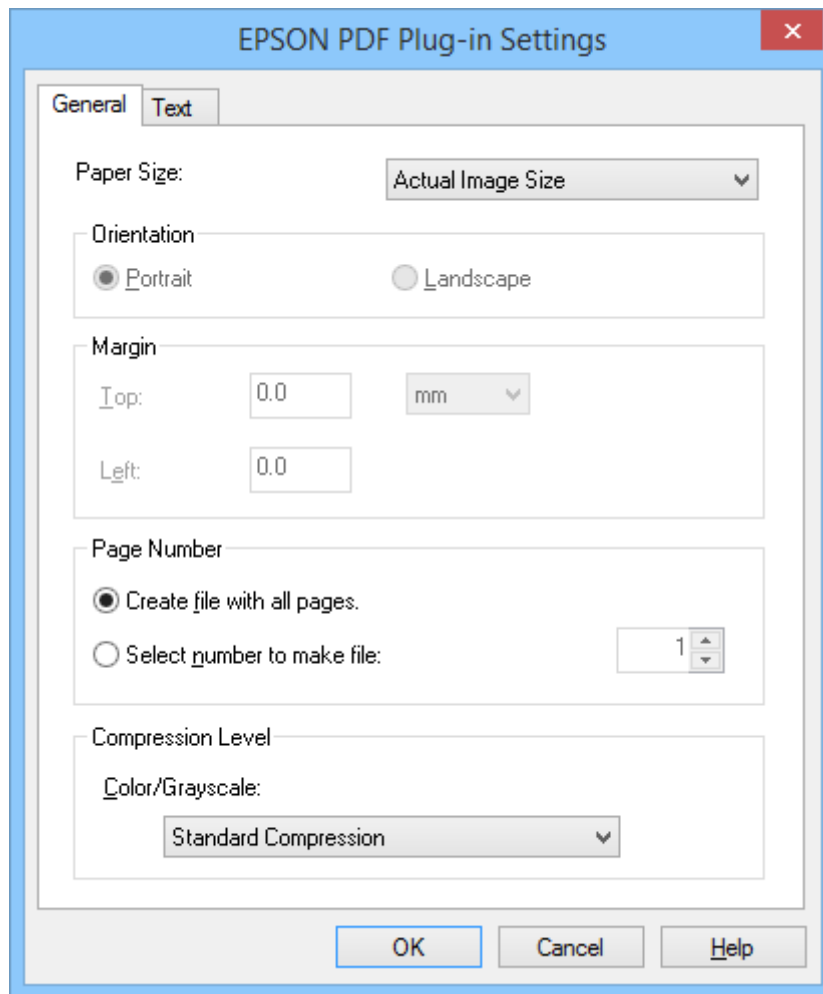 EPSON PDF Plug-in Settings
General Text
Paper Size: Actual Image Size
Orientation
Portrait Landscape
Margin
Top: 0.0 mm
Left: 0.0
Page Number
Create file with all pages.
Select number to make file: 1
Compression Level
Color/Grayscale:
Standard Compression
OK Cancel Help